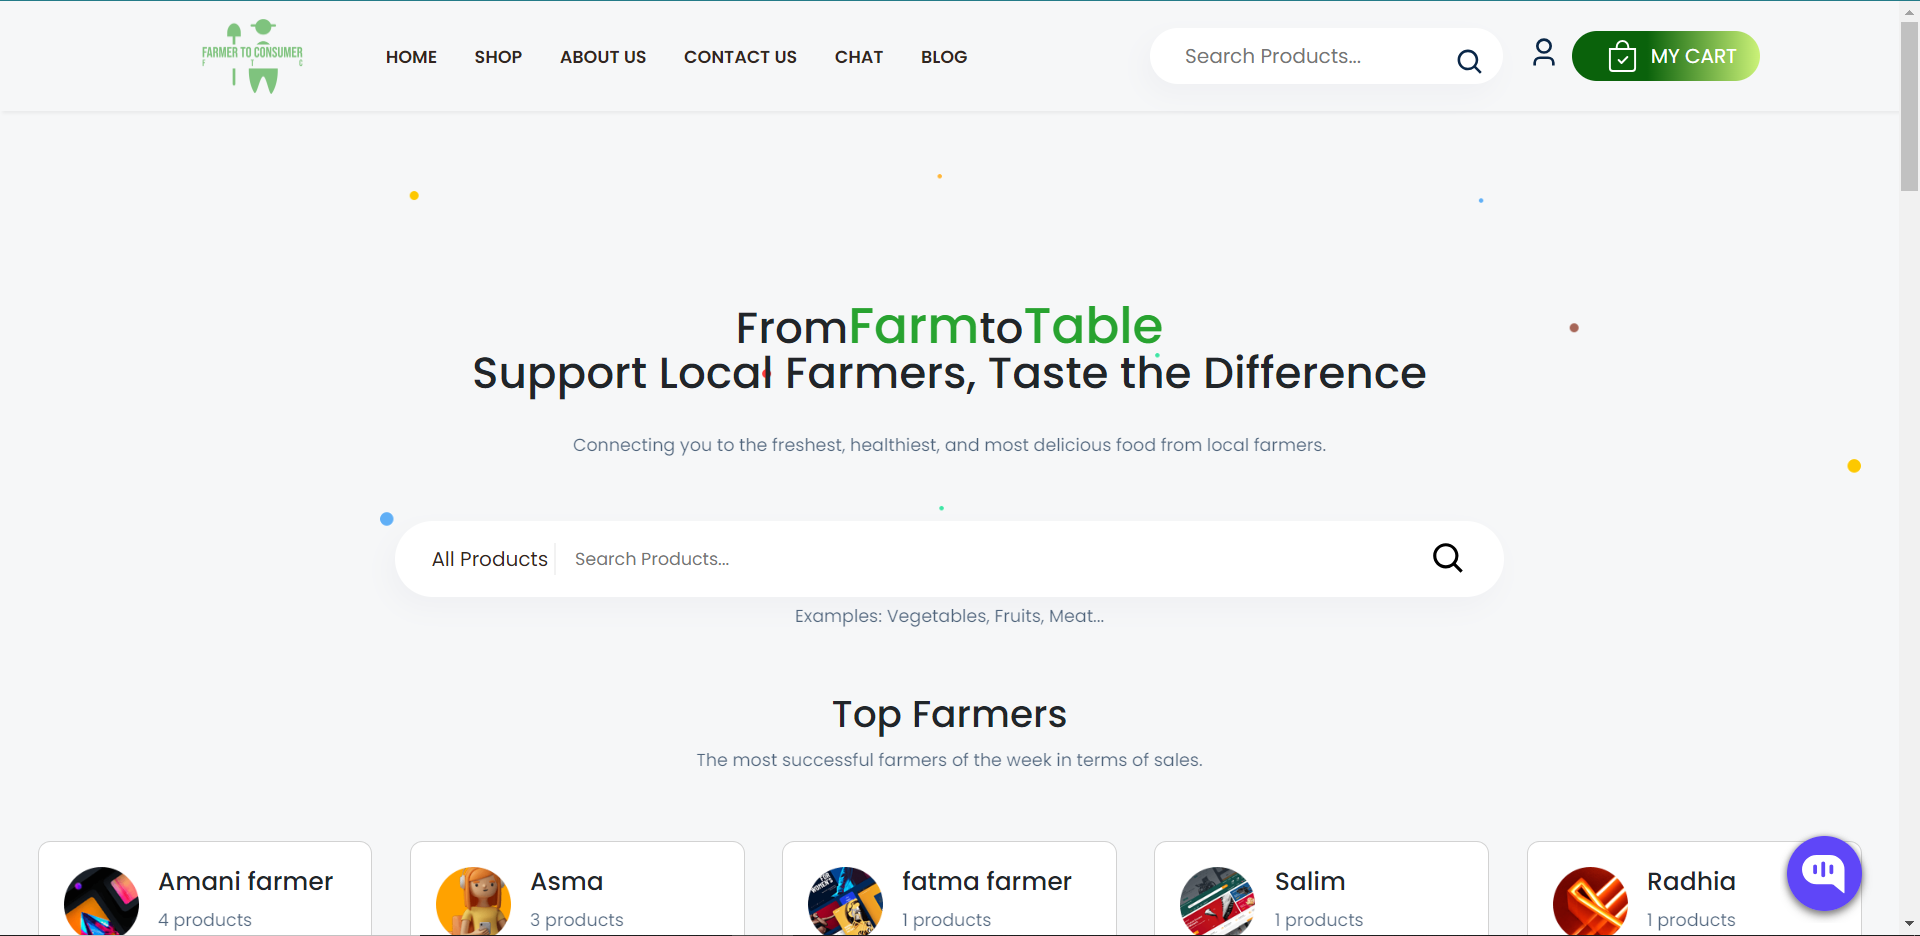 FARMER TO CONSUMER
F T C
HOME SHOP ABOUT US CONTACT US CHAT BLOG
Search Products...
MY CART
FromFarmtoTable
Support Local Farmers, Taste the Difference
Connecting you to the freshest, healthiest, and most delicious food from local farmers.
All Products Search Products...
Examples: Vegetables, Fruits, Meat...
Top Farmers
The most successful farmers of the week in terms of sales.
Amani farmer
4 products
Asma
3 products
fatma farmer
1 products
Salim
1 products
Radhia
1 products